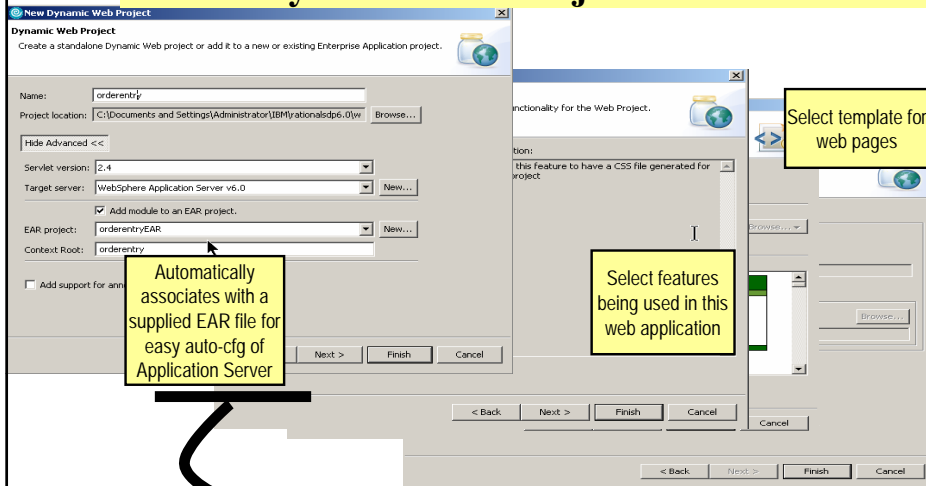 New Dynamic Web Project
Dynamic Web Project
Create a standalone Dynamic Web project or add it to a new or existing Enterprise Application project.
Name: orderentry
Project location: C:\Documents and Settings\Administrator\IBM\rationalsdp6.0\w Browse...
Hide Advanced <<
Servlet version: 2.4
Target server: WebSphere Application Server v6.0 New...
Add module to an EAR project.
EAR project: orderentryEAR New...
Context Root: orderentry
Add support for ann
Automatically
associates with a
supplied EAR file for
easy auto-cfg of
Application Server
Next > Finish Cancel
nctionality for the Web Project.
tion:
this feature to have a CSS file generated for
project
Select features
being used in this
web application
< Back Next > Finish Cancel
Select template for
web pages
Browse...
Browse...
Cancel
< Back Next > Finish Cancel